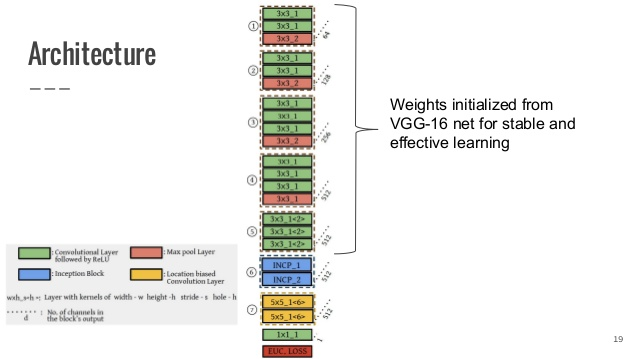 Architecture
① 3x3_1
3x3_1
3x3_2
64
② 3x3_1
3x3_1
3x3_2
128
③ 3x3_1
3x3_1
3x3_1
3x3_2
256
④ 3x3_1
3x3_1
3x3_1
3x3_1
512
⑤ 3x3_1<2>
3x3_1<2>
3x3_1<2>
512
⑥ INCP_1
INCP_2
512
⑦ 5x5_1<6>
5x5_1<6>
512
1x1_1
1
EUC. LOSS
Weights initialized from
VGG-16 net for stable and
effective learning
: Convolutional Layer
followed by ReLU
: Max pool Layer
: Inception Block
: Location biased
Convolution Layer
wxh_s<h>: Layer with kernels of width - w height -h stride - s hole - h
d : No. of channels in
the block's output
19